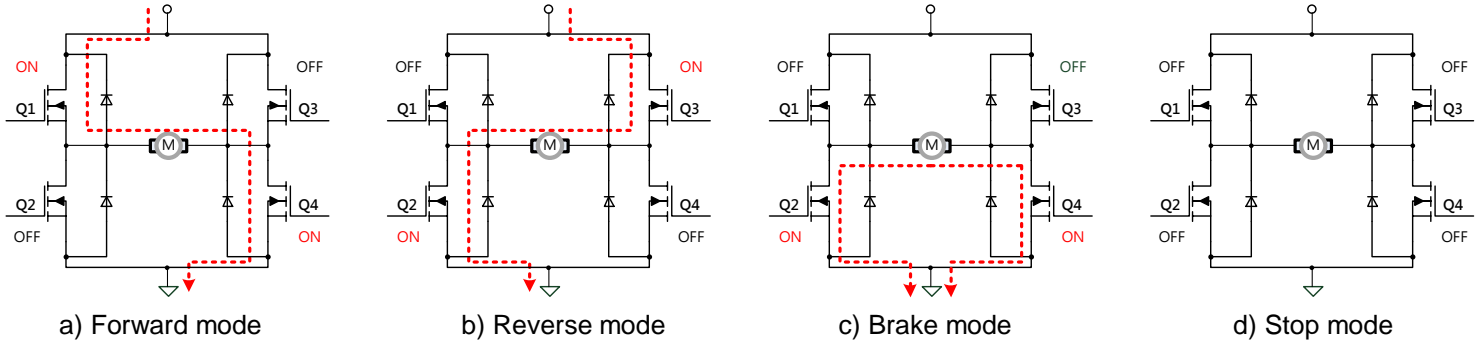 ON
OFF
Q1
Q3
M
Q2
Q4
OFF
ON
a) Forward mode
OFF
ON
Q1
Q3
M
Q2
Q4
ON
OFF
b) Reverse mode
OFF
OFF
Q1
Q3
M
Q2
Q4
ON
ON
c) Brake mode
OFF
OFF
Q1
Q3
M
Q2
Q4
OFF
OFF
d) Stop mode